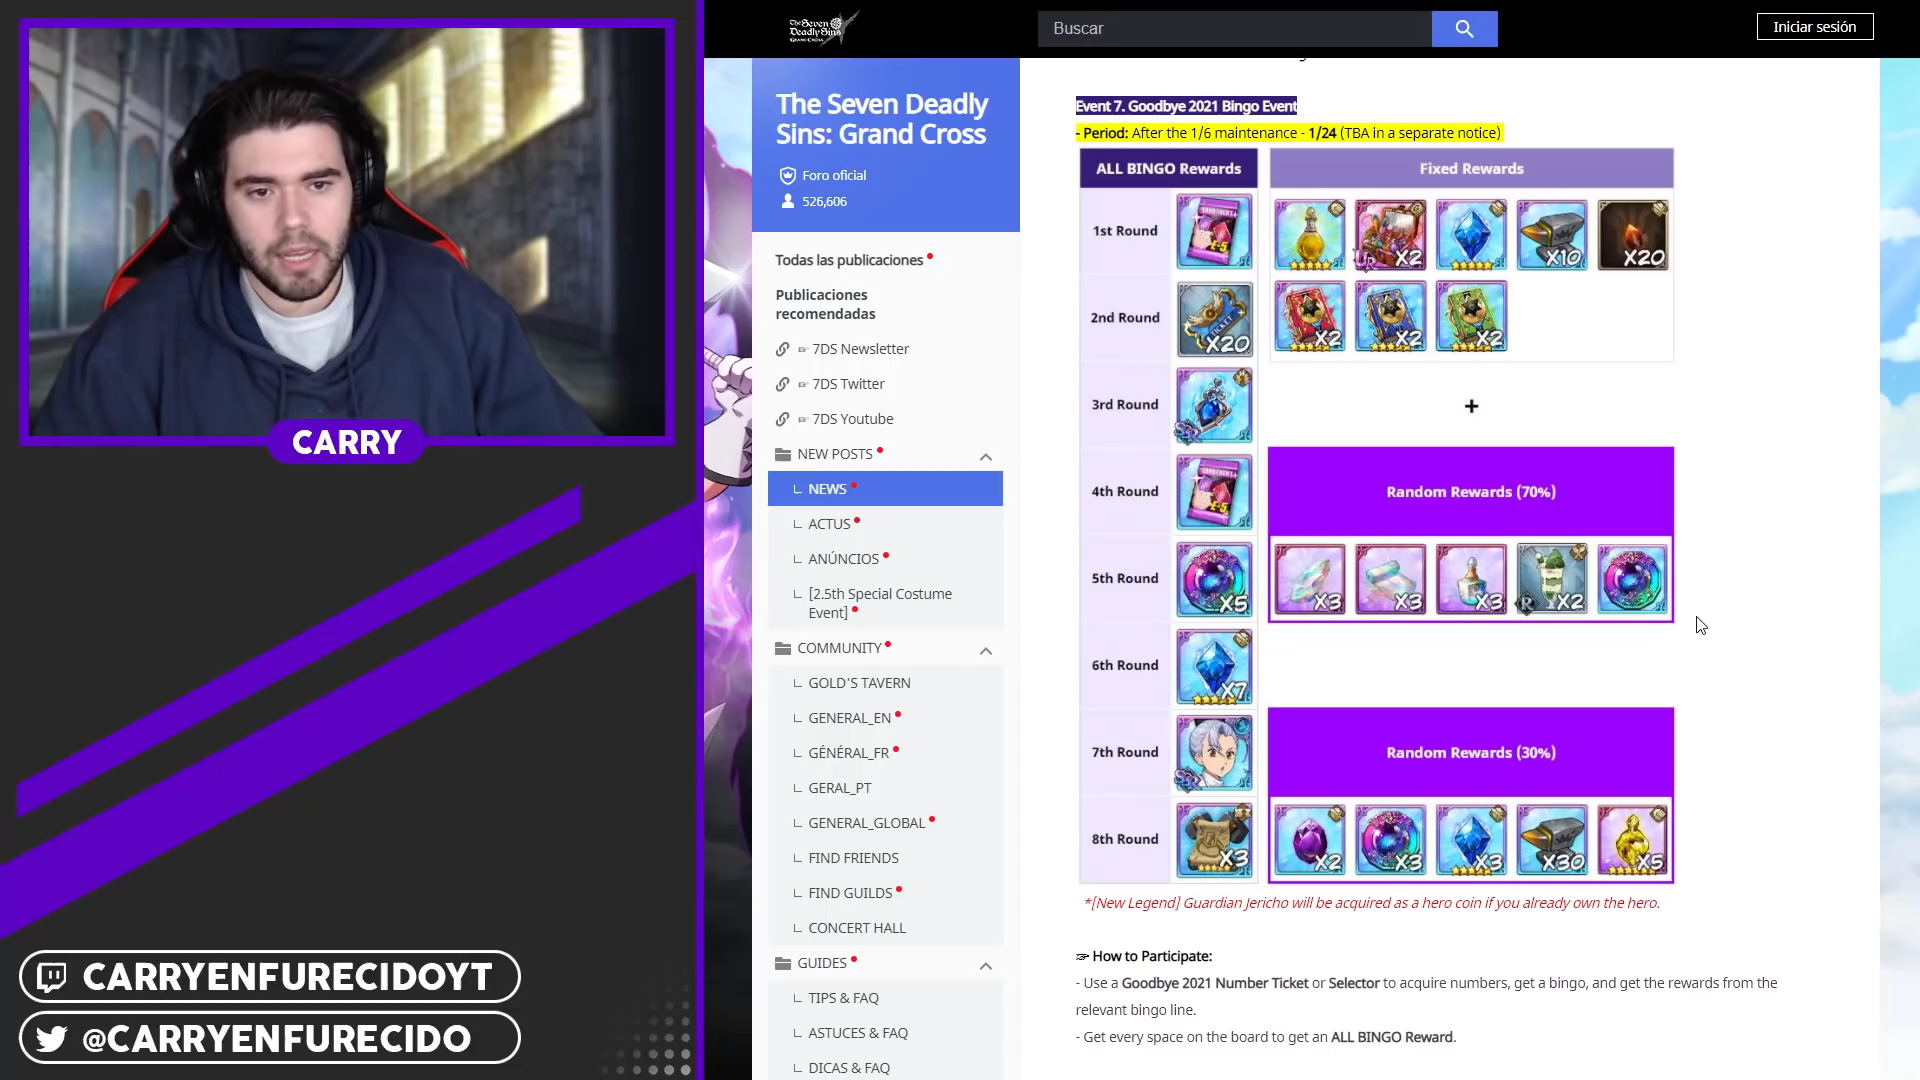 CARRY
CARRYENFURECIDOYT
@CARRYENFURECIDO
The Seven
Deadly Sins
GRAND CROSS
Buscar
Iniciar sesión
The Seven Deadly
Sins: Grand Cross
Foro oficial
526,606
Todas las publicaciones
Publicaciones
recomendadas
☞ 7DS Newsletter
☞ 7DS Twitter
☞ 7DS Youtube
NEW POSTS
NEWS
ACTUS
ANÚNCIOS
[2.5th Special Costume
Event]
COMMUNITY
GOLD'S TAVERN
GENERAL_EN
GÉNÉRAL_FR
GERAL_PT
GENERAL_GLOBAL
FIND FRIENDS
FIND GUILDS
CONCERT HALL
GUIDES
TIPS & FAQ
ASTUCES & FAQ
DICAS & FAQ
Event 7. Goodbye 2021 Bingo Event
- Period: After the 1/6 maintenance - 1/24 (TBA in a separate notice)
ALL BINGO Rewards
1st Round
2nd Round
TICKET X20
3rd Round
4th Round
5th Round
X5
6th Round
X7
7th Round
8th Round
X3
Fixed Rewards
UR X2 X10 X20
X2 X2 X2
+
Random Rewards (70%)
X3 X3 X3 R X2
Random Rewards (30%)
X2 X3 X3 X30 X5
*[New Legend] Guardian Jericho will be acquired as a hero coin if you already own the hero.
☞ How to Participate:
- Use a Goodbye 2021 Number Ticket or Selector to acquire numbers, get a bingo, and get the rewards from the
relevant bingo line.
- Get every space on the board to get an ALL BINGO Reward.